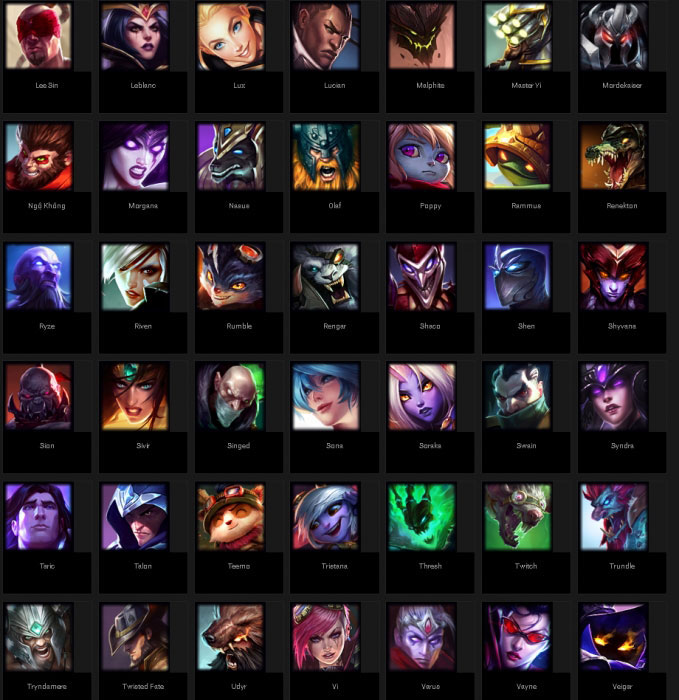 Lee Sin
Leblanc
Lux
Lucian
Malphite
Master Yi
Mordekaiser
Ngộ Không
Morgana
Nasus
Olaf
Poppy
Rammus
Renekton
Ryze
Riven
Rumble
Rengar
Shaco
Shen
Shyvana
Sion
Sivir
Singed
Sona
Soraka
Swain
Syndra
Taric
Talon
Teemo
Tristana
Thresh
Twitch
Trundle
Tryndamere
Twisted Fate
Udyr
Vi
Varus
Vayne
Veigar